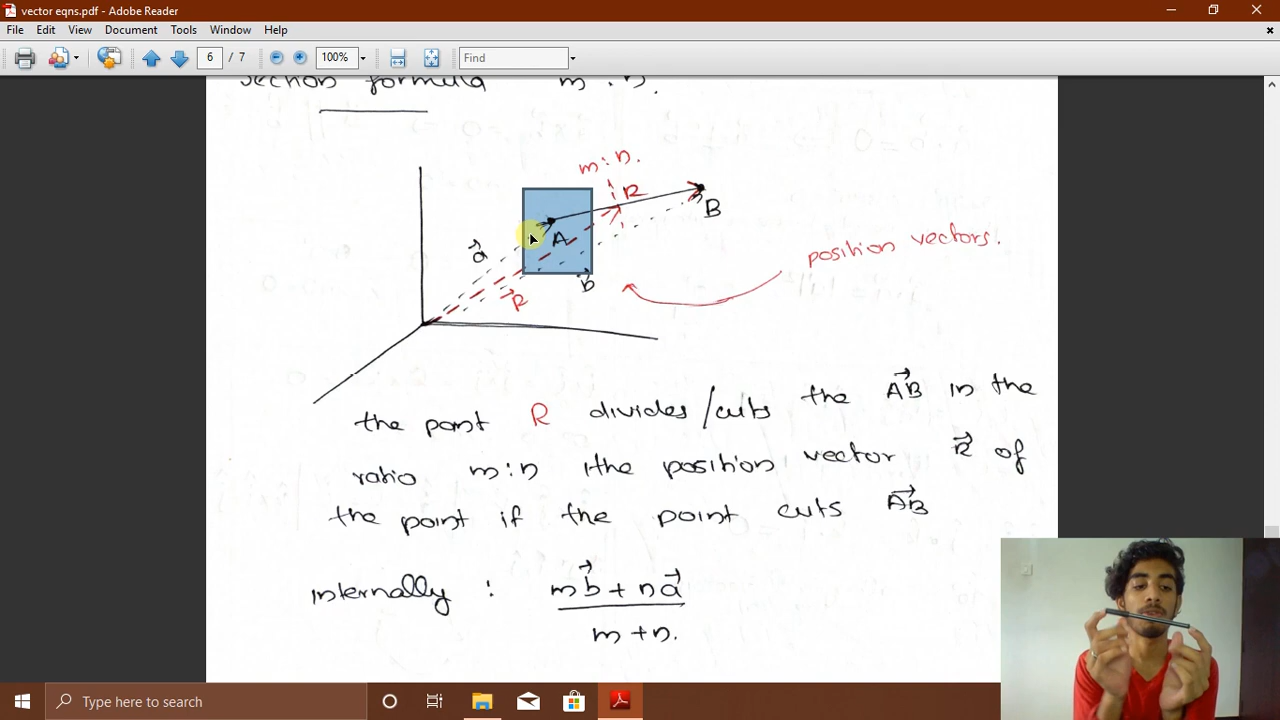 vector eqns.pdf - Adobe Reader
File Edit View Document Tools Window Help
6 / 7 100% Find
section formula m : n.
m : n.
R
B
A
a
b
R
position vectors.
the point R divides/cuts the AB in the
ratio m:n the position vector R of
the point if the point cuts AB
internally : mb + na
m + n.
Type here to search